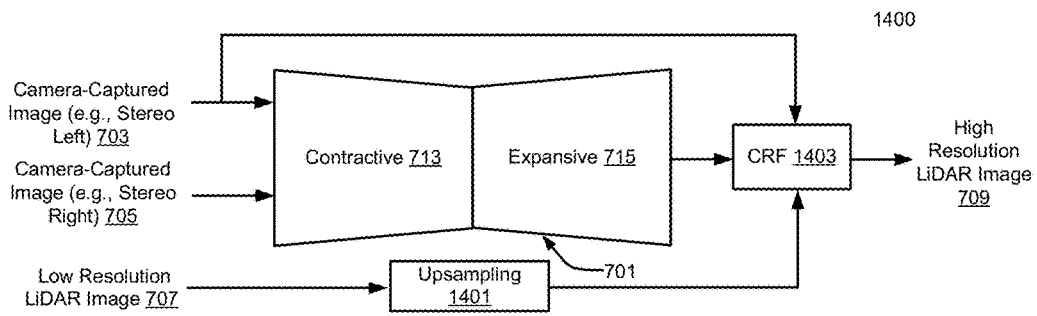 1400
Camera-Captured
Image (e.g., Stereo
Left) 703
Camera-Captured
Image (e.g., Stereo
Right) 705
Low Resolution
LiDAR Image 707
Contractive 713
Expansive 715
701
Upsampling
1401
CRF 1403
High
Resolution
LiDAR Image
709